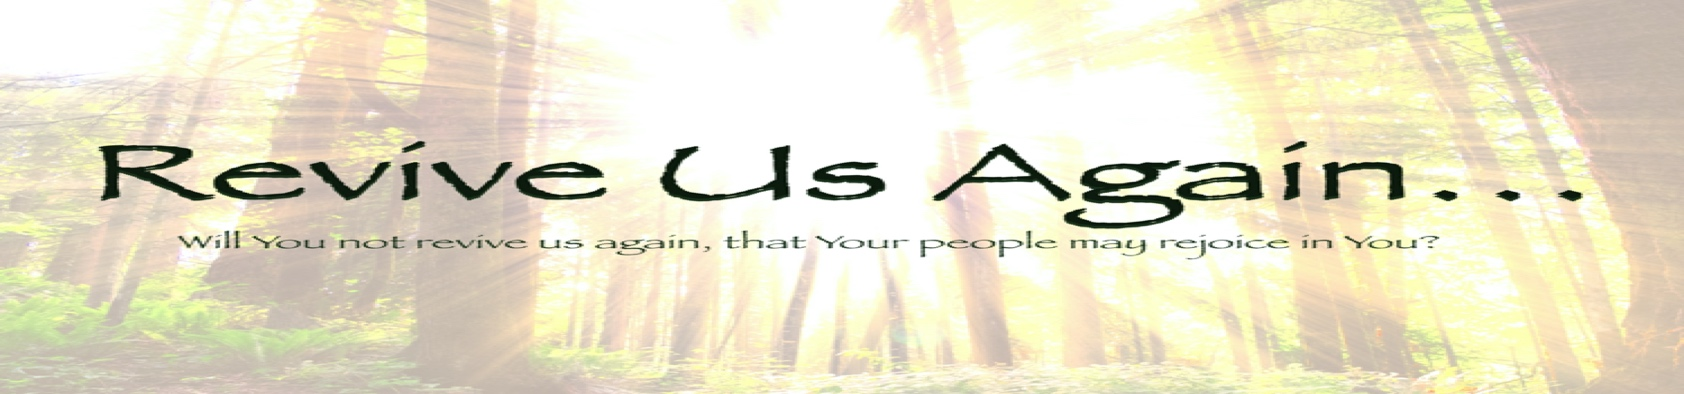 Revive Us Again...
Will You not revive us again, that Your people may rejoice in You?